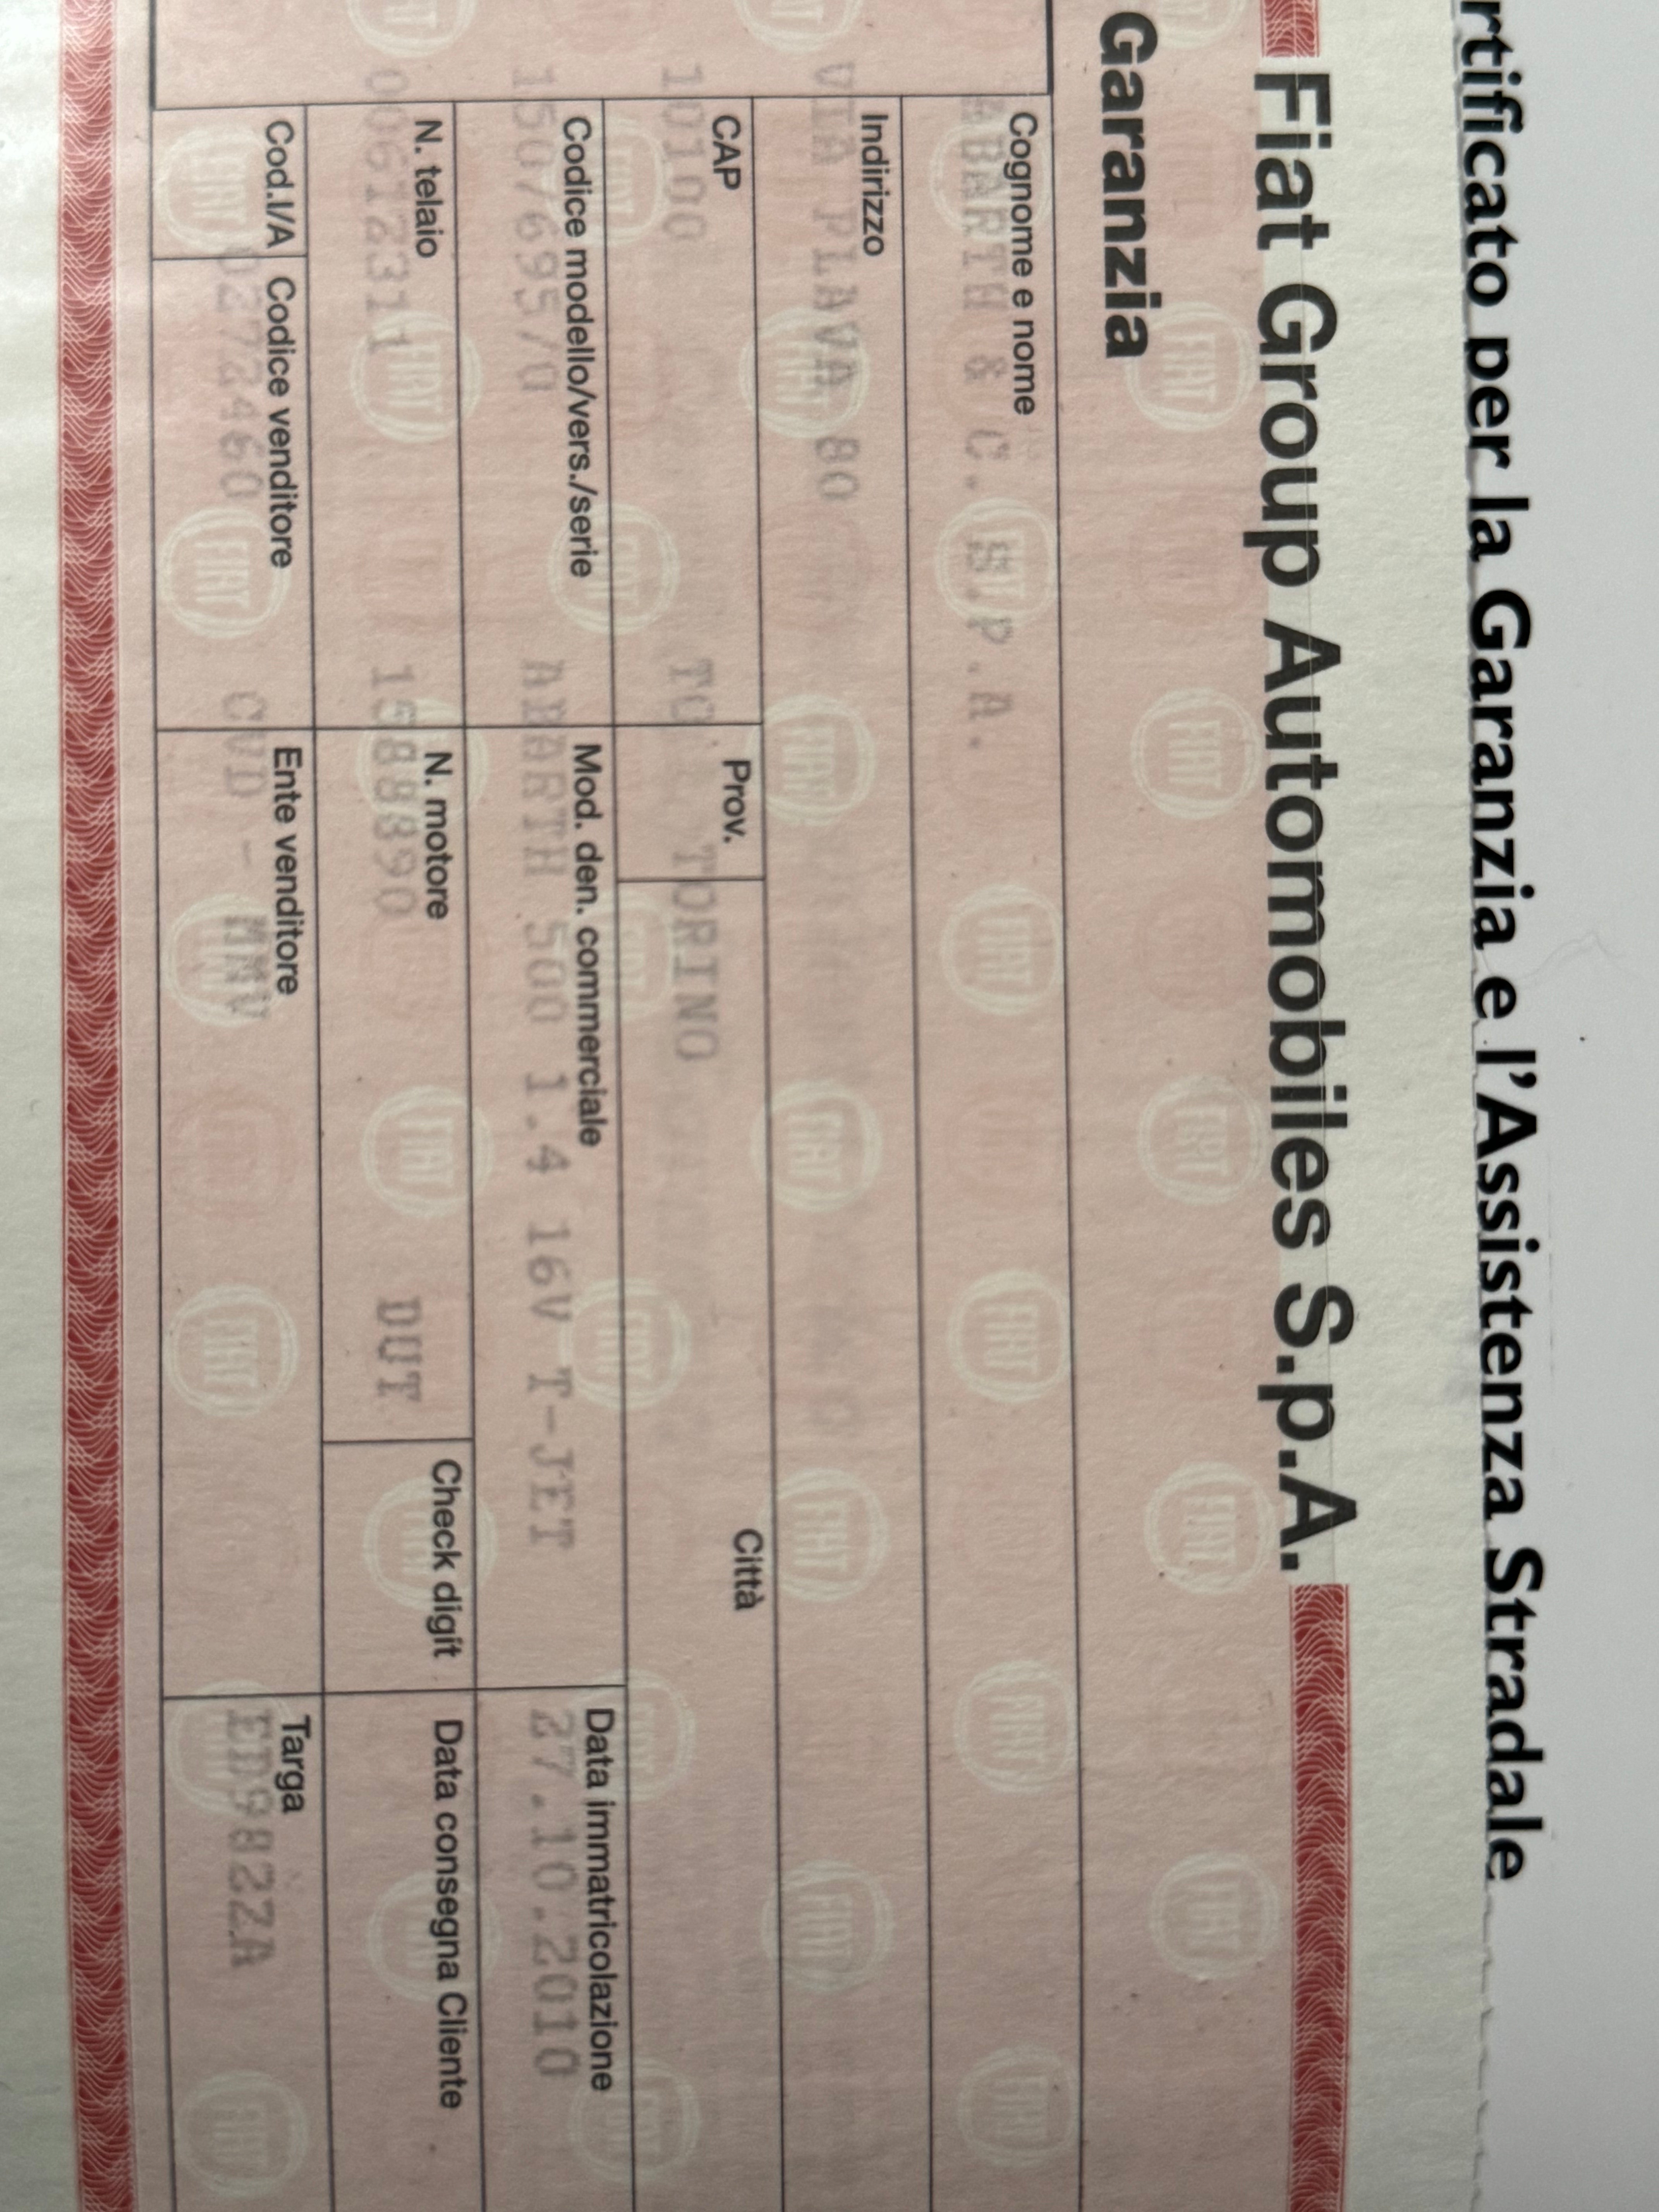 rtificato per la Garanzia e l'Assistenza Stradale
Fiat Group Automobiles S.p.A.
Garanzia
Cognome e nome
ABARTH & C. S.P.A.
Indirizzo
VIA PLAVA 80
CAP
Prov.
Città
10100
TO
TORINO
Codice modello/vers./serie
Mod. den. commerciale
Data immatricolazione
150/695/0
ABARTH 500 1.4 16V T-JET
27.10.2010
N. telaio
N. motore
Check digit
Data consegna Cliente
00612311
1588890
DUT
Cod.I/A
Codice venditore
Ente venditore
Targa
0272460
CVD - MNV
ED982ZA